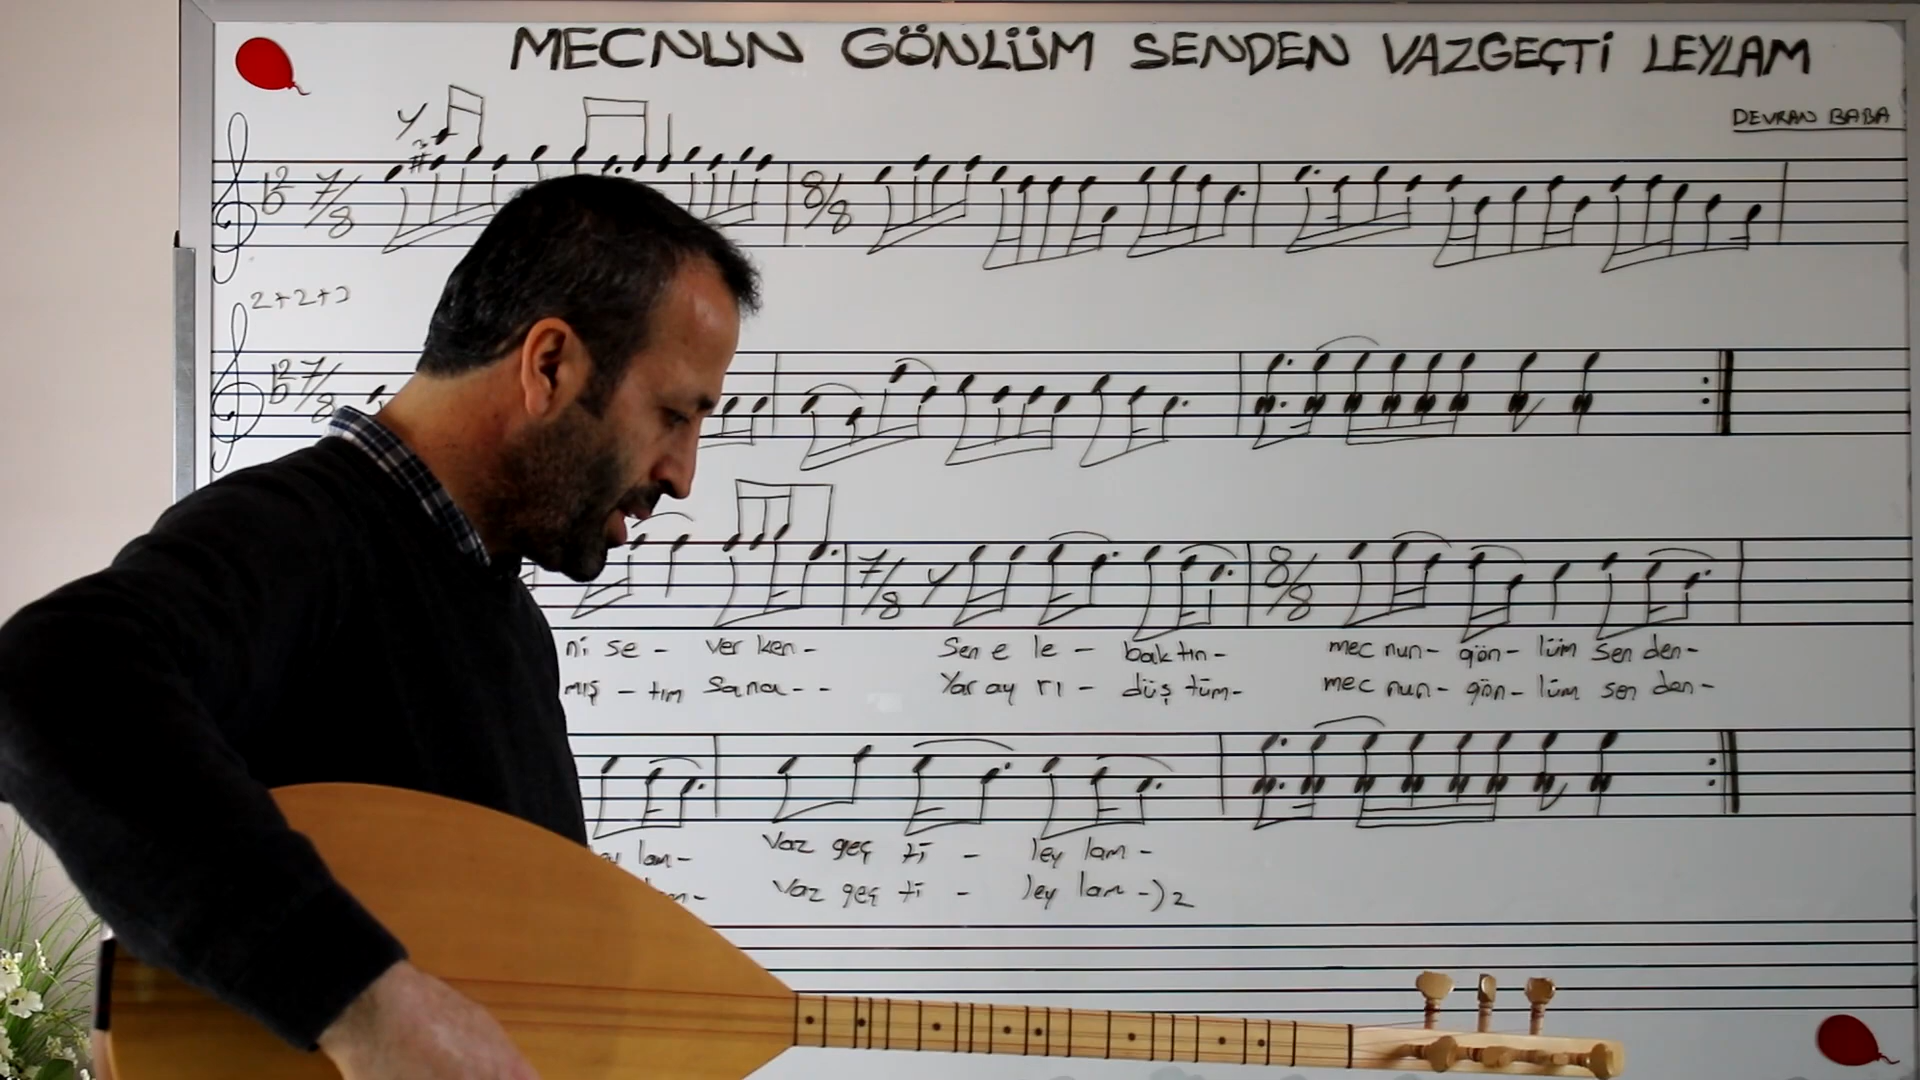 MECNUN GÖNLÜM SENDEN VAZGEÇTİ LEYLAM
DEVRAN BABA
7/8 8/8
2+2+3
7/8
7/8 8/8
ni se - ver ken - Sen e le - bak tın - mec nun - gön - lüm sen den -
mış - tım sana - - Yar ay rı - düş tüm - mec nun - gön - lüm sen den -
lam - Vaz geç ti - ley lam -
Vaz geç ti - ley lam -) 2